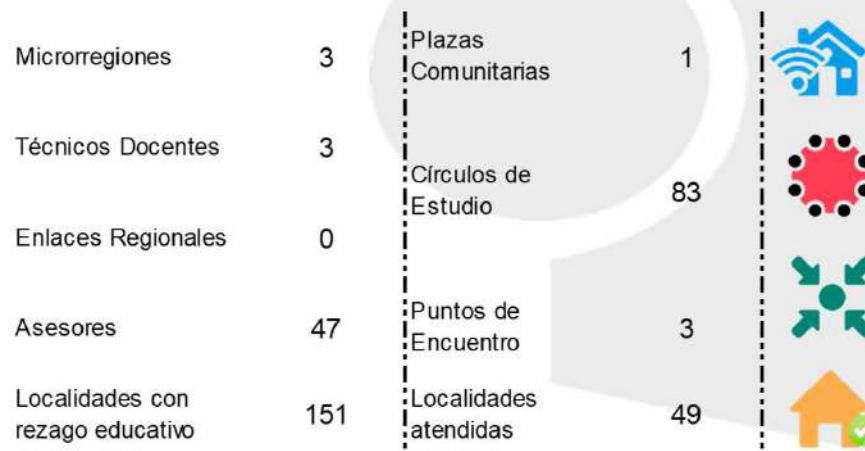 Microrregiones 3
Técnicos Docentes 3
Enlaces Regionales 0
Asesores 47
Localidades con
rezago educativo 151
Plazas
Comunitarias 1
Círculos de
Estudio 83
Puntos de
Encuentro 3
Localidades
atendidas 49